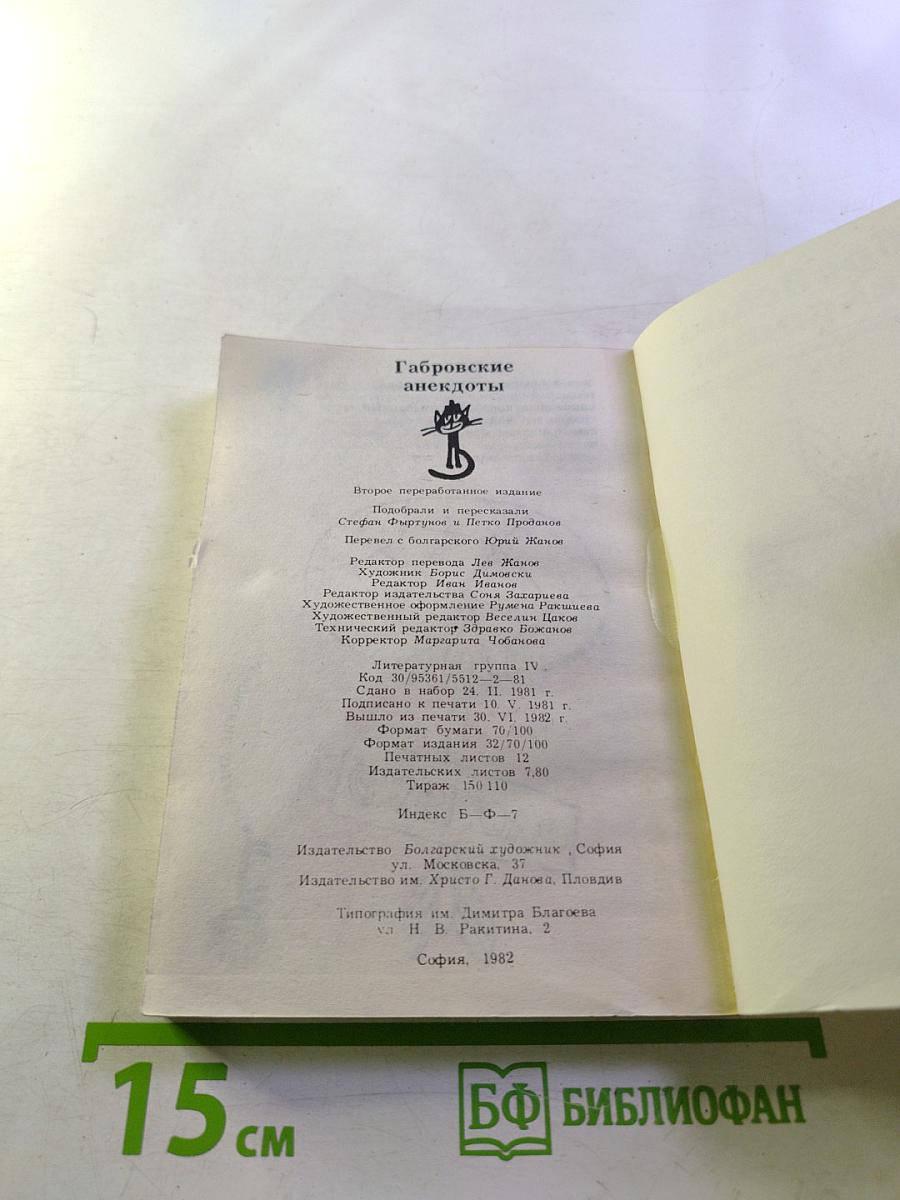 Габровские
анекдоты
Второе переработанное издание
Подобрали и пересказали
Стефан Фыртунов и Петко Проданов
Перевел с болгарского Юрий Жанов
Редактор перевода Лев Жанов
Художник Борис Димовски
Редактор Иван Иванов
Редактор издательства Соня Захариева
Художественное оформление Румена Ракшиева
Художественный редактор Веселин Цаков
Технический редактор Здравко Божанов
Корректор Маргарита Чобанова
Литературная группа IV
Код 30/95361/5512—2—81
Сдано в набор 24. II. 1981 г.
Подписано к печати 10. V. 1981 г.
Вышло из печати 30. VI. 1982 г.
Формат бумаги 70/100
Формат издания 32/70/100
Печатных листов 12
Издательских листов 7,80
Тираж 150 110
Индекс Б—Ф—7
Издательство Болгарский художник, София
ул. Московска, 37
Издательство им. Христо Г. Данова, Пловдив
Типография им. Димитра Благоева
ул. Н. В. Ракитина, 2
София, 1982
15 см
БФ БИБЛИОФАН